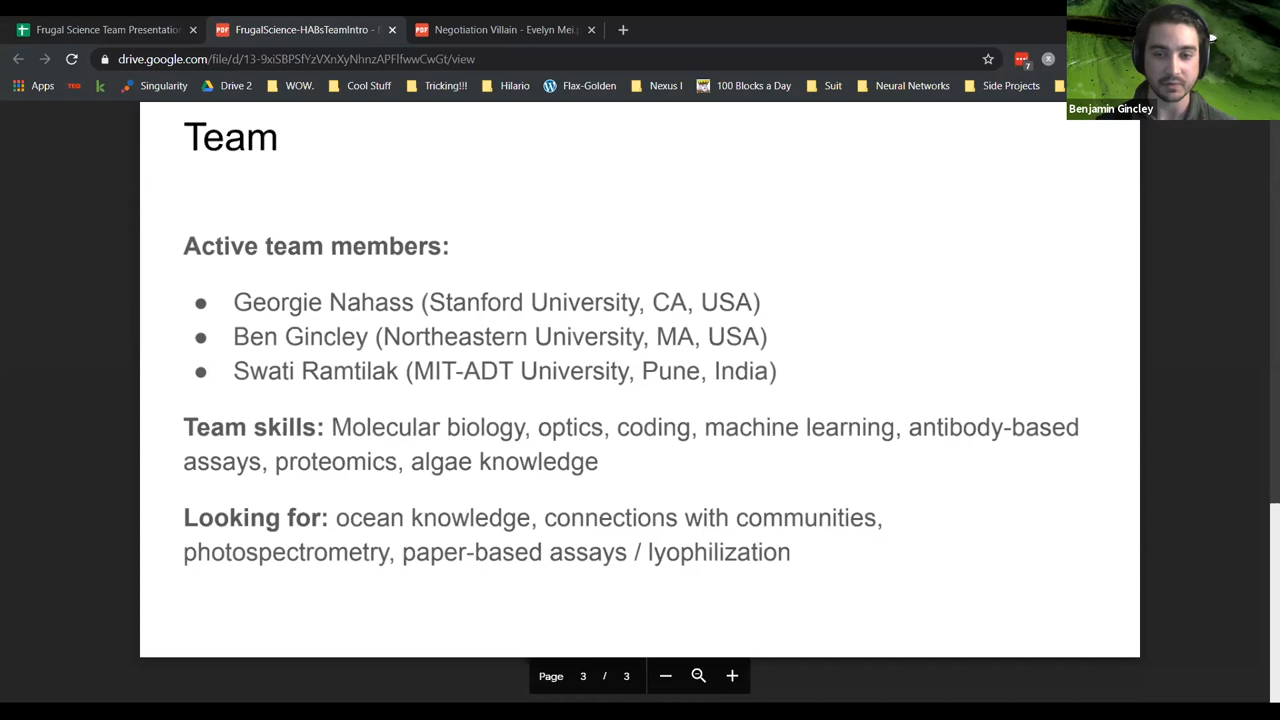 Frugal Science Team Presentation
FrugalScience-HABsTeamIntro -
Negotiation Villain - Evelyn Mei.p
drive.google.com/file/d/13-9xiSBPSfYzVXnXyNhnzAPFlfwwCwGt/view
Apps
TED
Singularity
Drive 2
WOW.
Cool Stuff
Tricking!!!
Hilario
Flax-Golden
Nexus I
100 Blocks a Day
Suit
Neural Networks
Side Projects
7
Benjamin Gincley
Team
Active team members:
● Georgie Nahass (Stanford University, CA, USA)
● Ben Gincley (Northeastern University, MA, USA)
● Swati Ramtilak (MIT-ADT University, Pune, India)
Team skills: Molecular biology, optics, coding, machine learning, antibody-based
assays, proteomics, algae knowledge
Looking for: ocean knowledge, connections with communities,
photospectrometry, paper-based assays / lyophilization
Page 3 / 3